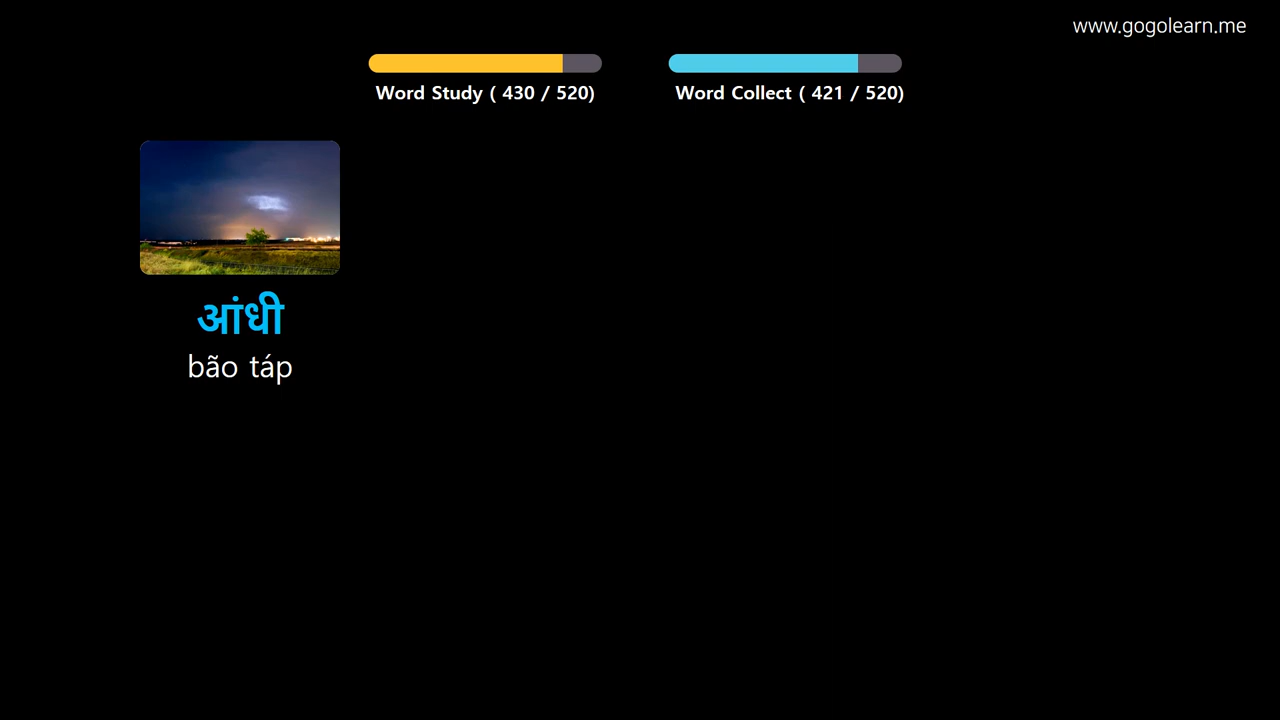 www.gogolearn.me
Word Study ( 430 / 520)
Word Collect ( 421 / 520)
आंधी
bão táp